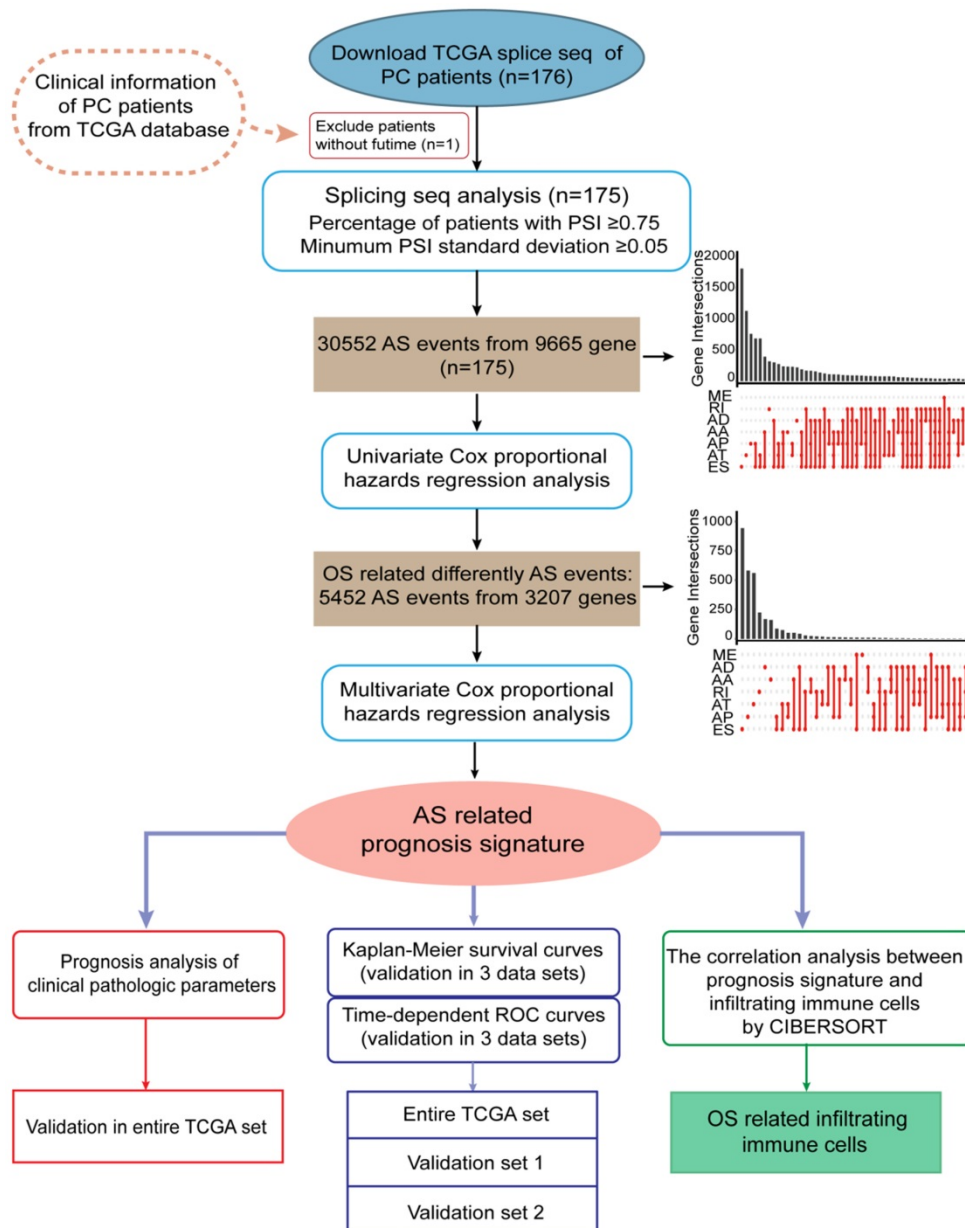 Download TCGA splice seq of
PC patients (n=176)
Clinical information
of PC patients
from TCGA database
Exclude patients
without futime (n=1)
Splicing seq analysis (n=175)
Percentage of patients with PSI ≥0.75
Minumum PSI standard deviation ≥0.05
30552 AS events from 9665 gene
(n=175)
Gene Intersections
2000
1500
1000
500
0
ME
RI
AD
AA
AP
AT
ES
Univariate Cox proportional
hazards regression analysis
OS related differently AS events:
5452 AS events from 3207 genes
Gene Intersections
1000
750
500
250
0
ME
AD
AA
RI
AT
AP
ES
Multivariate Cox proportional
hazards regression analysis
AS related
prognosis signature
Prognosis analysis of
clinical pathologic parameters
Validation in entire TCGA set
Kaplan-Meier survival curves
(validation in 3 data sets)
Time-dependent ROC curves
(validation in 3 data sets)
Entire TCGA set
Validation set 1
Validation set 2
The correlation analysis between
prognosis signature and
infiltrating immune cells
by CIBERSORT
OS related infiltrating
immune cells